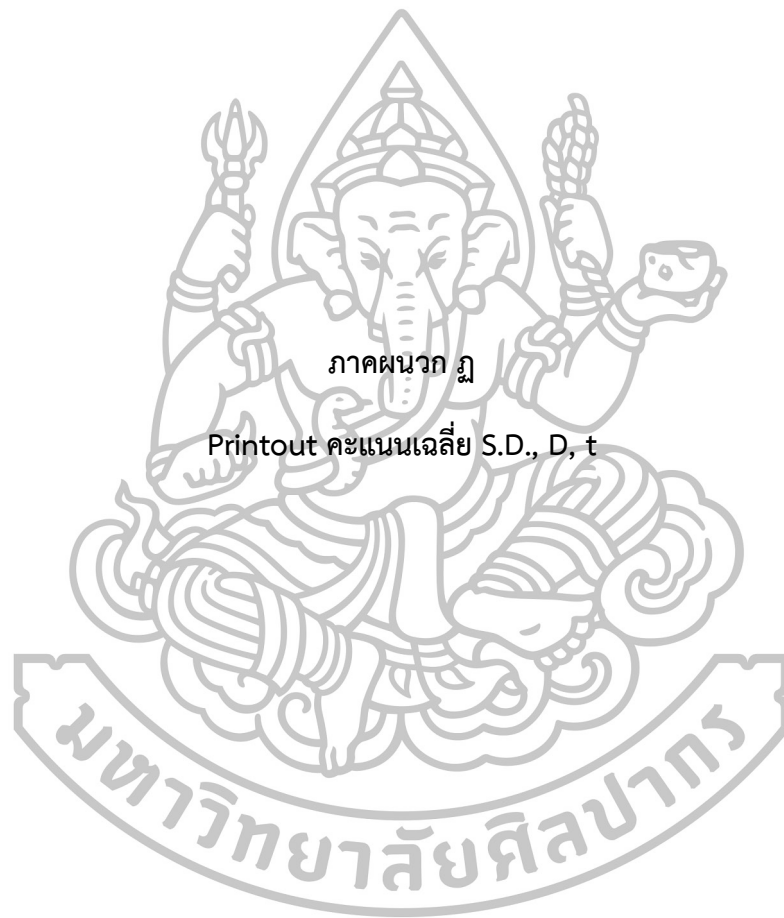 ภาคผนวก ฏ
Printout คะแนนเฉลี่ย S.D., D, t
มหาวิทยาลัยศิลปากร